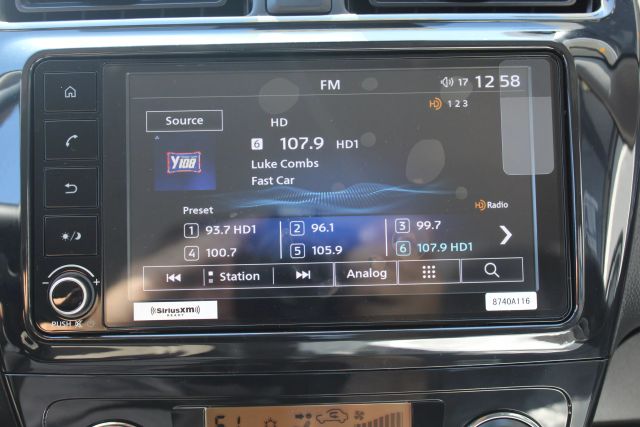 FM
17 12 58
HD 1 2 3
Source
HD
6 107.9 HD1
Y108
Luke Combs
Fast Car
HD Radio
Preset
1 93.7 HD1 2 96.1 3 99.7
4 100.7 5 105.9 6 107.9 HD1
Station Analog
8740A116
((SiriusXM))
READY
PUSH